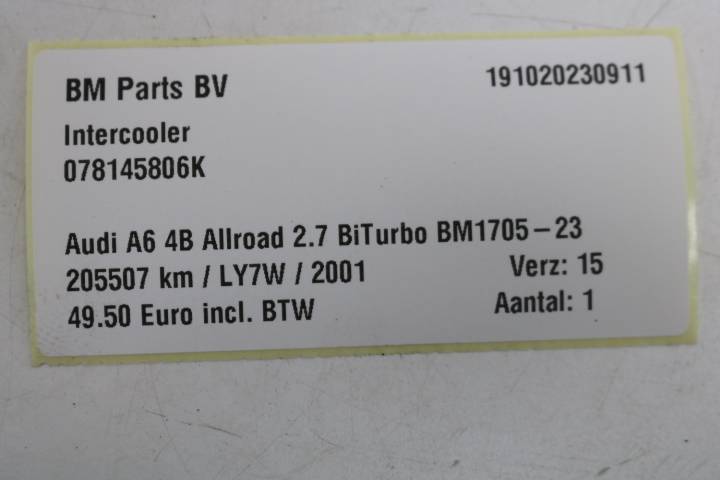 BM Parts BV 191020230911
Intercooler
078145806K
Audi A6 4B Allroad 2.7 BiTurbo BM1705-23
205507 km / LY7W / 2001 Verz: 15
49.50 Euro incl. BTW Aantal: 1